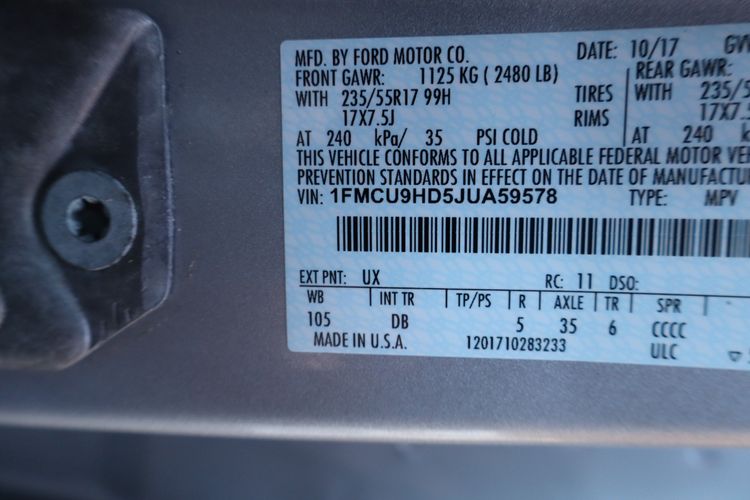 MFD. BY FORD MOTOR CO. DATE: 10/17
FRONT GAWR: 1125 KG ( 2480 LB) REAR GAWR:
WITH 235/55R17 99H TIRES WITH
17X7.5J RIMS 17X7.5J
AT 240 kPa/ 35 PSI COLD AT 240
THIS VEHICLE CONFORMS TO ALL APPLICABLE FEDERAL MOTOR
PREVENTION STANDARDS IN EFFECT ON THE DATE OF
VIN: 1FMCU9HD5JUA59578 TYPE: MPV
EXT PNT: UX RC: 11 DSO:
WB INT TR TP/PS R AXLE TR SPR
105 DB 5 35 6 CCCC
MADE IN U.S.A. 1201710283233 ULC